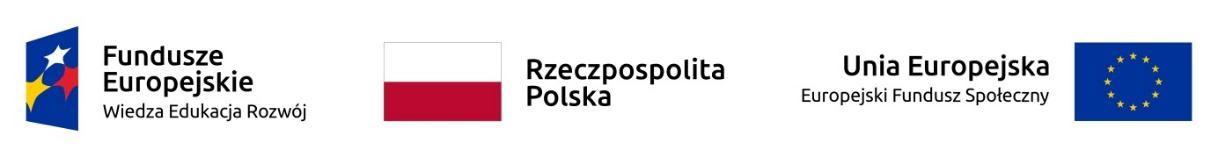 Fundusze
Europejskie
Wiedza Edukacja Rozwój
Rzeczpospolita
Polska
Unia Europejska
Europejski Fundusz Społeczny